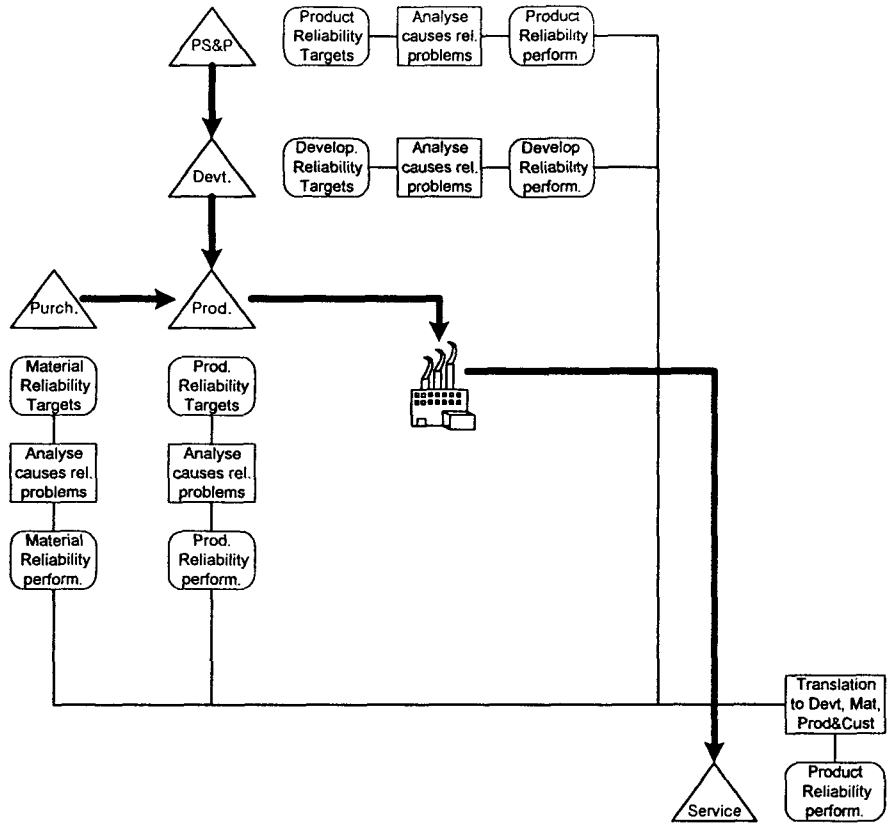 PS&P
Product
Reliability
Targets
Analyse
causes rel.
problems
Product
Reliability
perform
Devt.
Develop.
Reliability
Targets
Analyse
causes rel.
problems
Develop
Reliability
perform.
Purch.
Prod.
Material
Reliability
Targets
Analyse
causes rel.
problems
Material
Reliability
perform.
Prod.
Reliability
Targets
Analyse
causes rel.
problems
Prod.
Reliability
perform.
Translation
to Devt, Mat,
Prod&Cust
Service
Product
Reliability
perform.